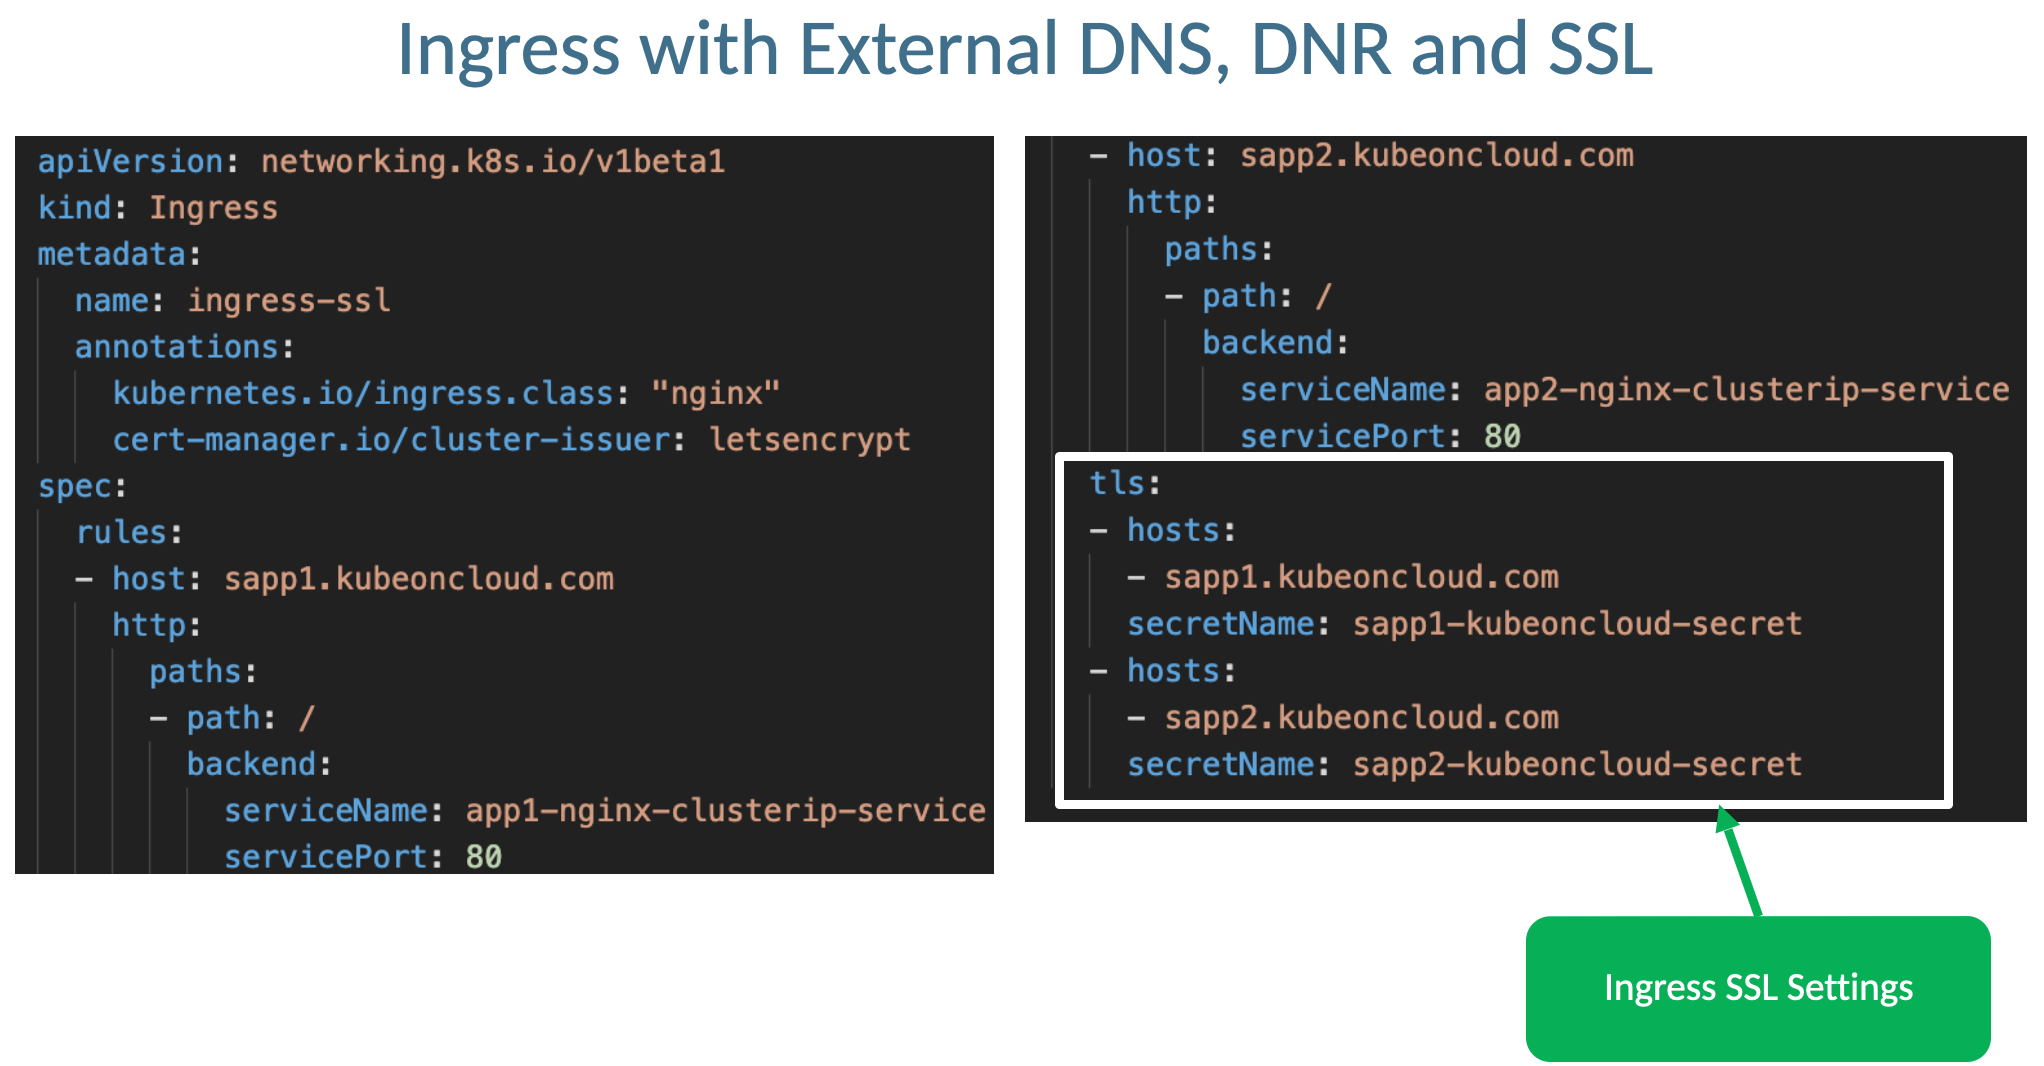 Ingress with External DNS, DNR and SSL
apiVersion: networking.k8s.io/v1beta1
kind: Ingress
metadata:
  name: ingress-ssl
  annotations:
    kubernetes.io/ingress.class: "nginx"
    cert-manager.io/cluster-issuer: letsencrypt
spec:
  rules:
  - host: sapp1.kubeoncloud.com
    http:
      paths:
      - path: /
        backend:
          serviceName: app1-nginx-clusterip-service
          servicePort: 80
  - host: sapp2.kubeoncloud.com
    http:
      paths:
      - path: /
        backend:
          serviceName: app2-nginx-clusterip-service
          servicePort: 80
  tls:
  - hosts:
    - sapp1.kubeoncloud.com
    secretName: sapp1-kubeoncloud-secret
  - hosts:
    - sapp2.kubeoncloud.com
    secretName: sapp2-kubeoncloud-secret
Ingress SSL Settings